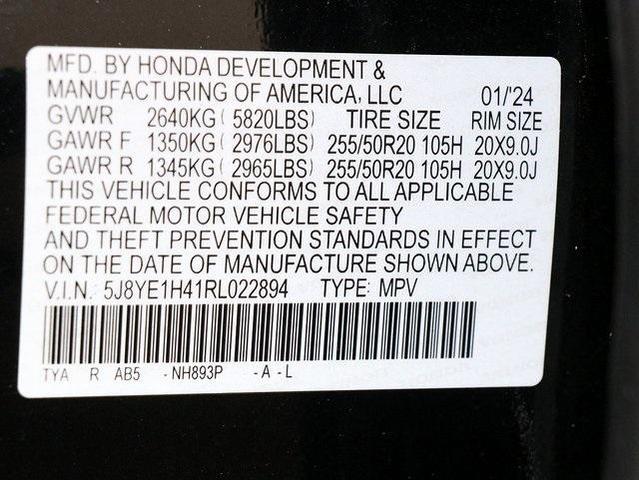 MFD. BY HONDA DEVELOPMENT &
MANUFACTURING OF AMERICA, LLC 01/'24
GVWR 2640KG ( 5820LBS) TIRE SIZE RIM SIZE
GAWR F 1350KG ( 2976LBS) 255/50R20 105H 20X9.0J
GAWR R 1345KG ( 2965LBS) 255/50R20 105H 20X9.0J
THIS VEHICLE CONFORMS TO ALL APPLICABLE
FEDERAL MOTOR VEHICLE SAFETY
AND THEFT PREVENTION STANDARDS IN EFFECT
ON THE DATE OF MANUFACTURE SHOWN ABOVE.
V.I.N. 5J8YE1H41RL022894 TYPE: MPV
TYA R AB5 -NH893P -A-L